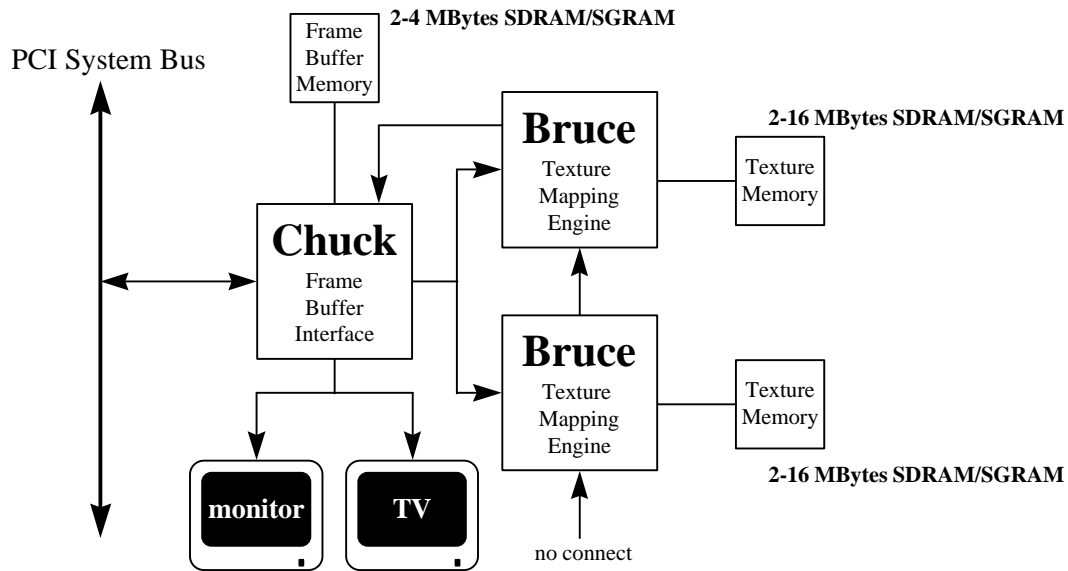 2-4 MBytes SDRAM/SGRAM
Frame
Buffer
Memory
PCI System Bus
Bruce
Texture
Mapping
Engine
2-16 MBytes SDRAM/SGRAM
Texture
Memory
Chuck
Frame
Buffer
Interface
Bruce
Texture
Mapping
Engine
Texture
Memory
2-16 MBytes SDRAM/SGRAM
monitor
TV
no connect